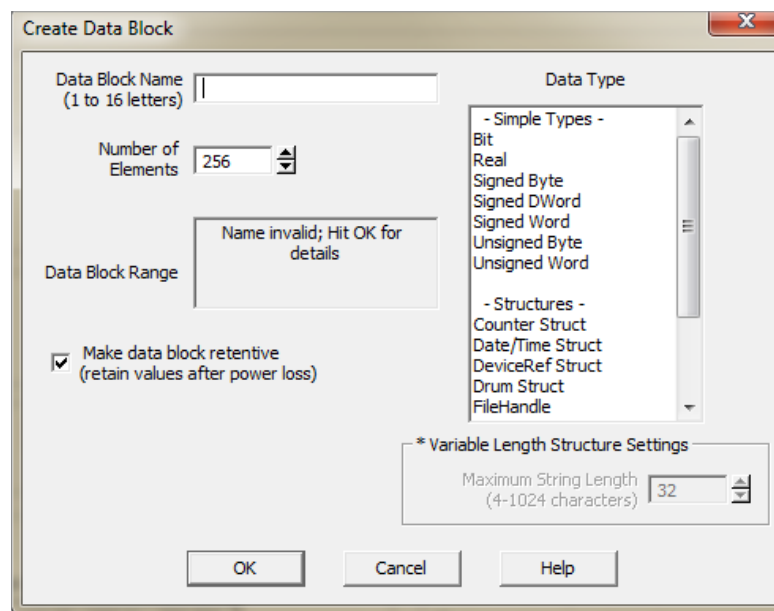 Create Data Block
Data Block Name
(1 to 16 letters)
Number of
Elements
256
Data Block Range
Name invalid; Hit OK for
details
Make data block retentive
(retain values after power loss)
Data Type
- Simple Types -
Bit
Real
Signed Byte
Signed DWord
Signed Word
Unsigned Byte
Unsigned Word
- Structures -
Counter Struct
Date/Time Struct
DeviceRef Struct
Drum Struct
FileHandle
* Variable Length Structure Settings
Maximum String Length
(4-1024 characters)
32
OK
Cancel
Help